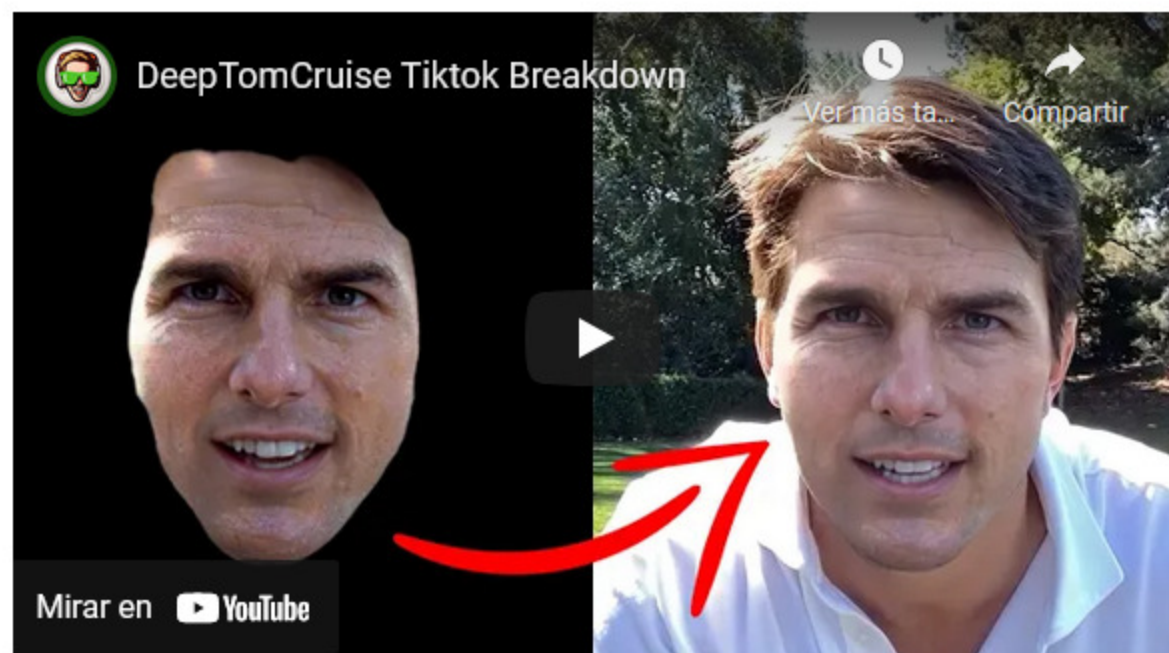 DeepTomCruise Tiktok Breakdown
Ver más ta...
Compartir
Mirar en YouTube